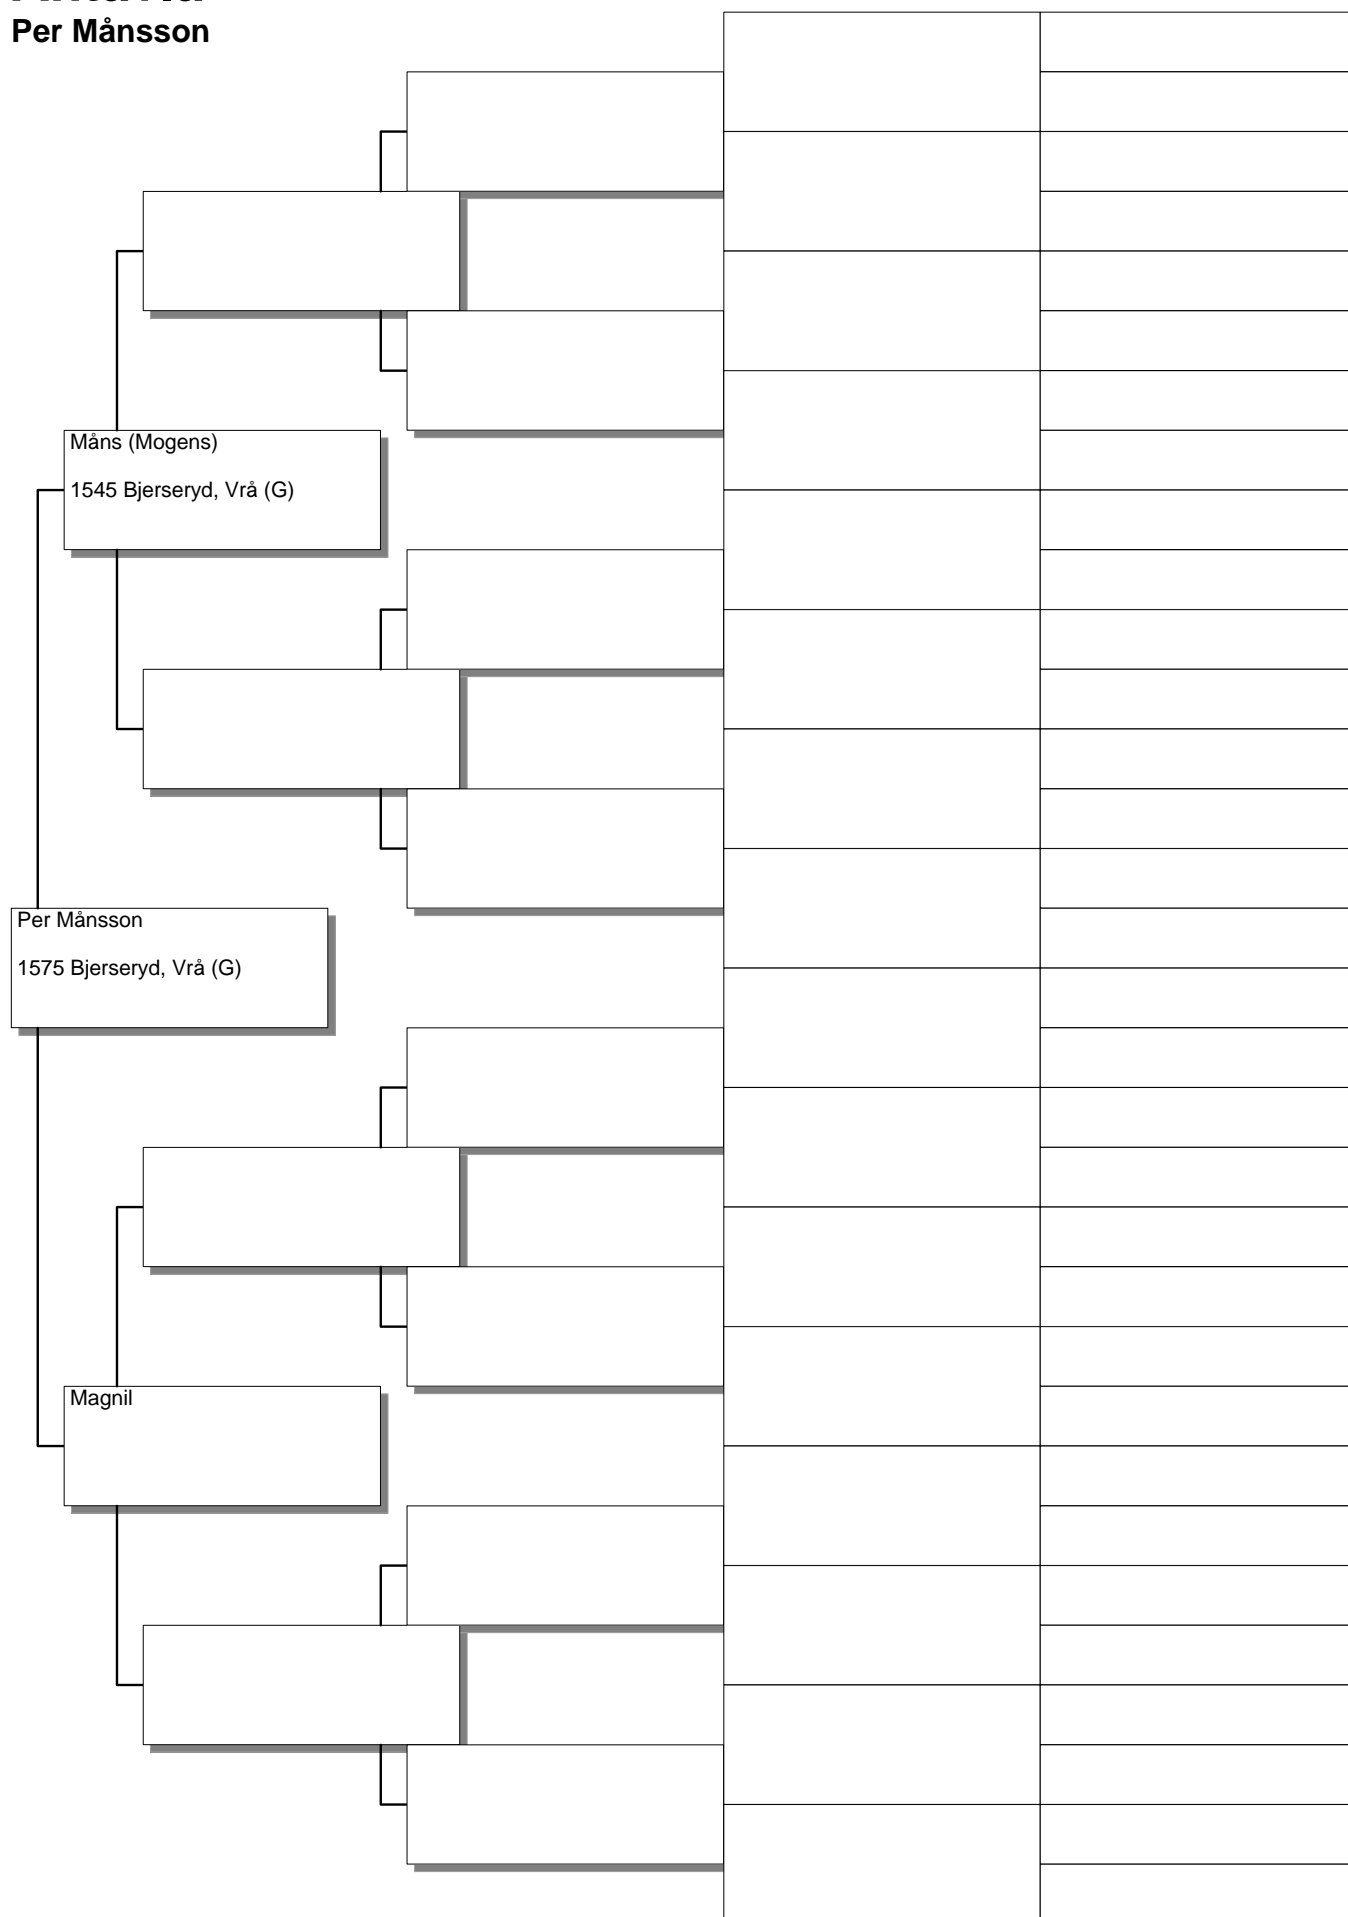 Per Månsson
Måns (Mogens)
1545 Bjerseryd, Vrå (G)
Per Månsson
1575 Bjerseryd, Vrå (G)
Magnil